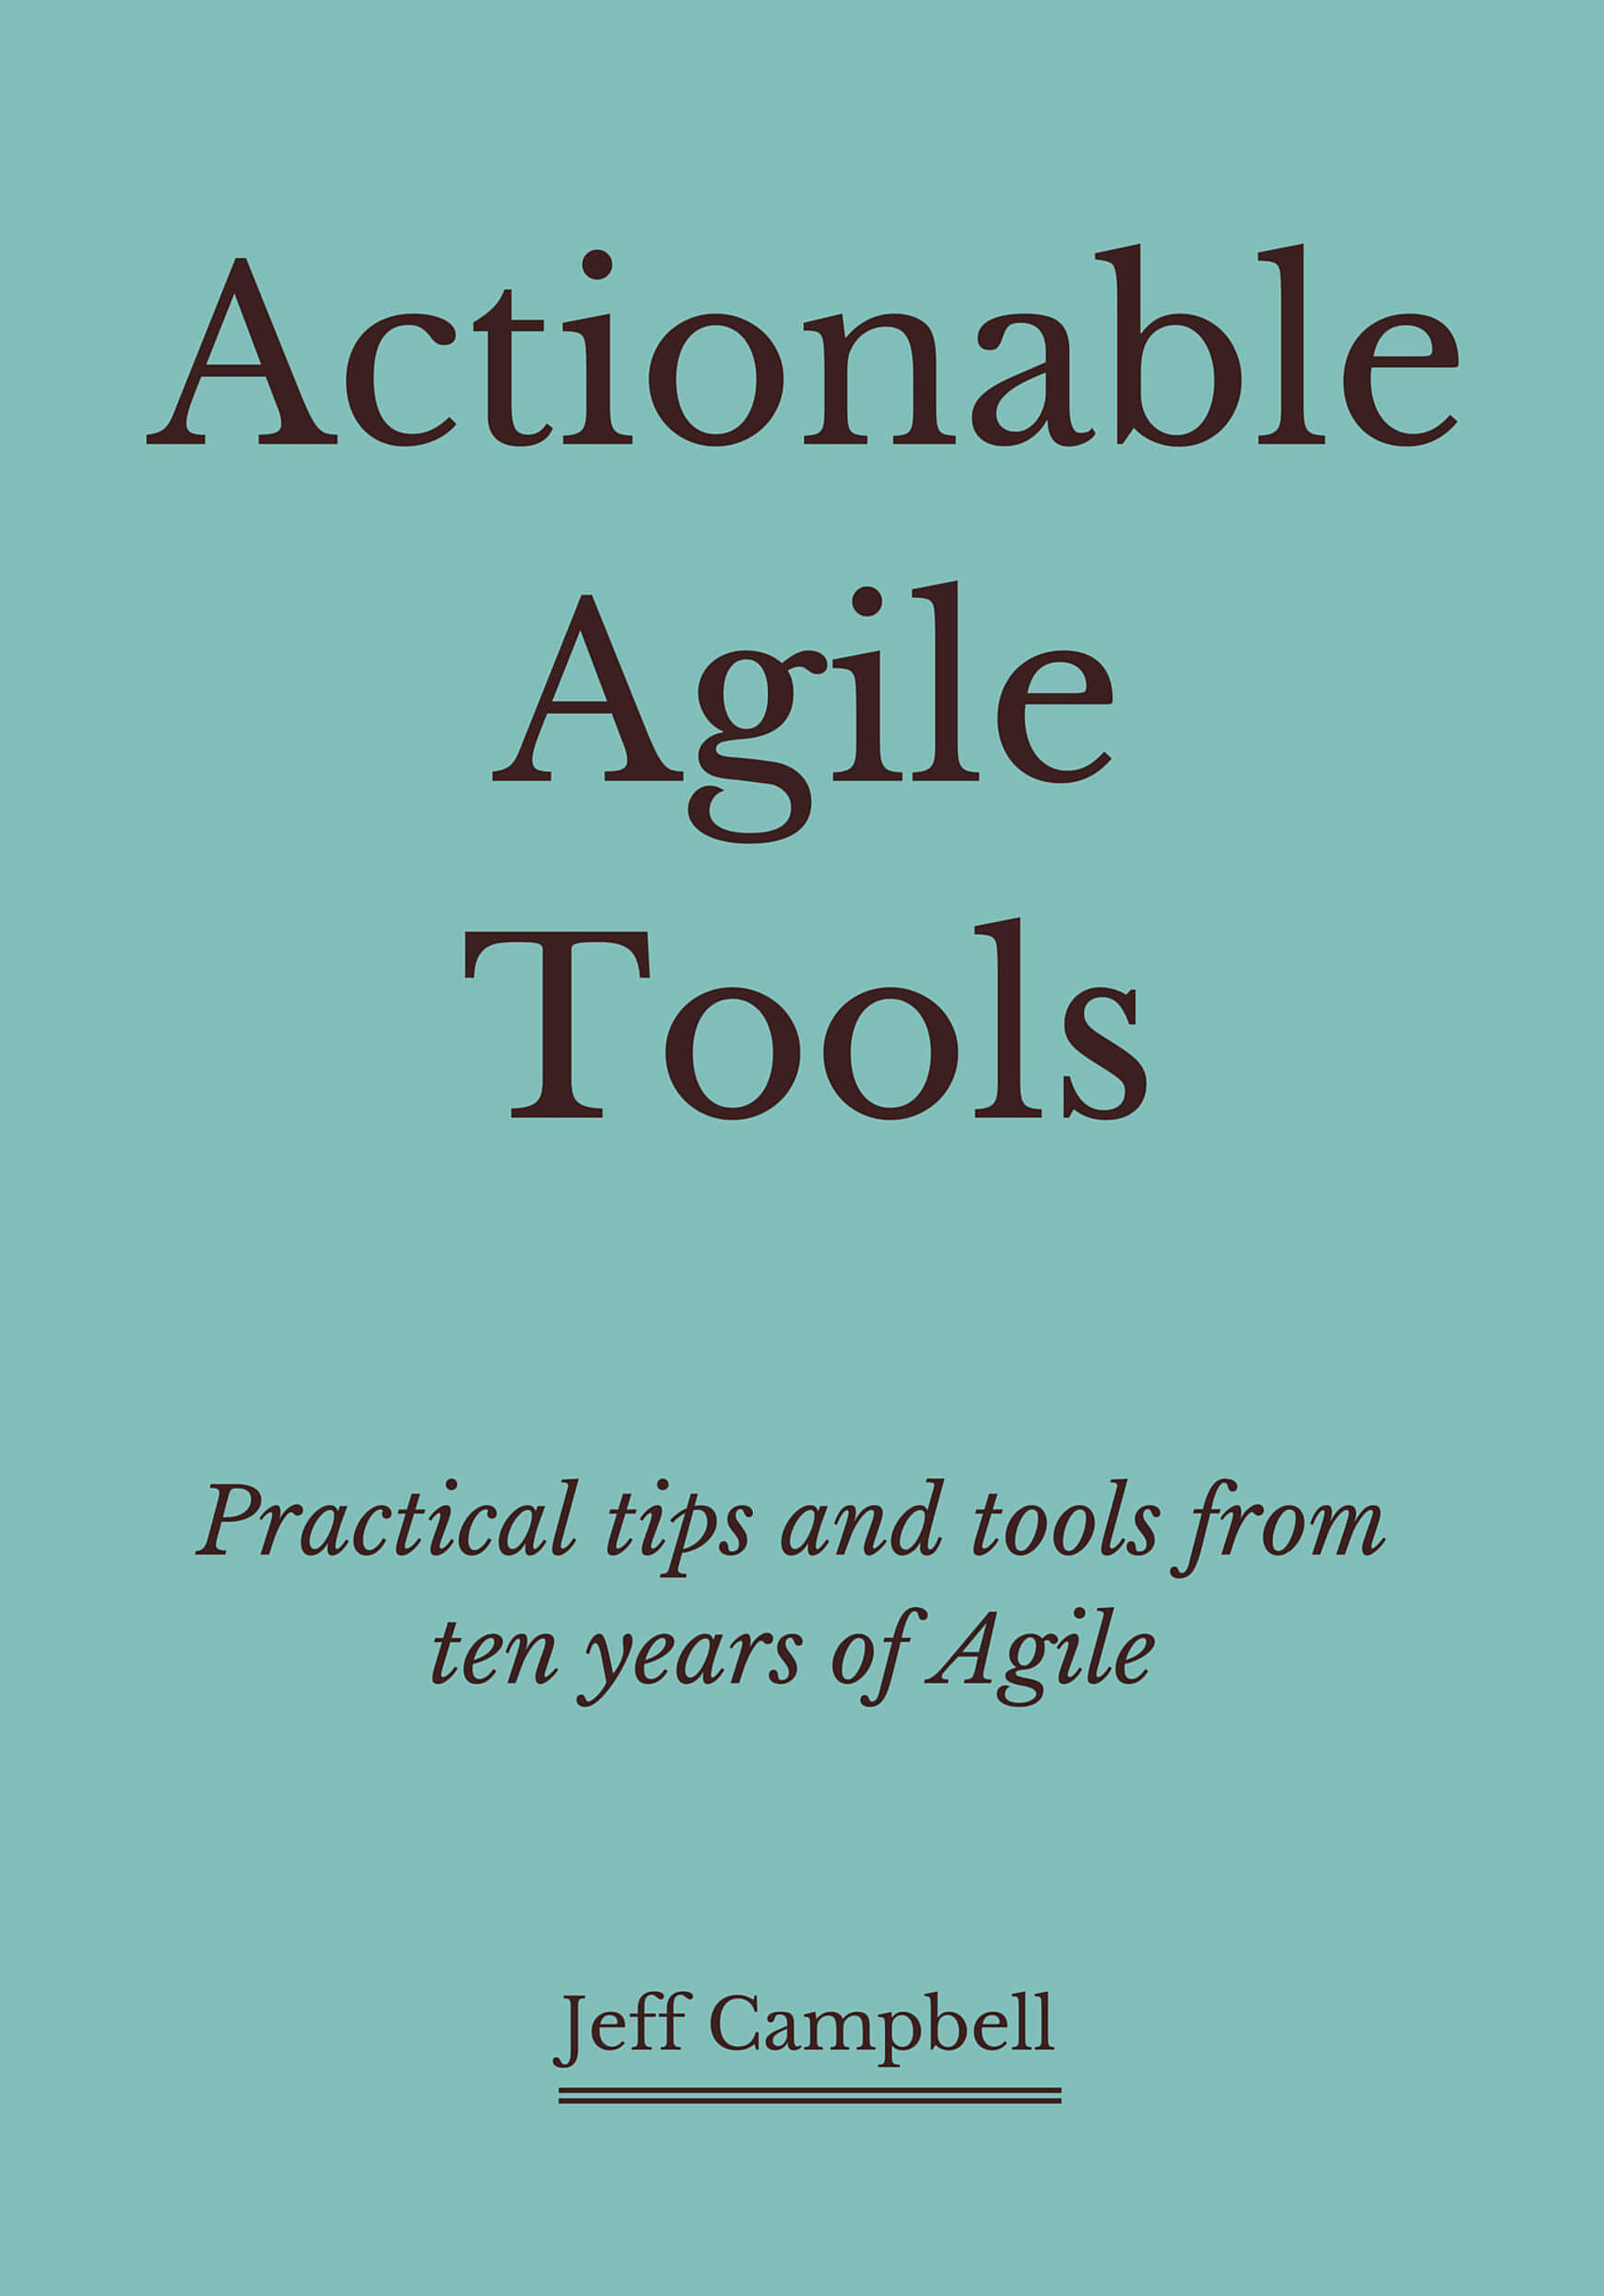 Actionable
Agile
Tools
Practical tips and tools from
ten years of Agile
Jeff Campbell